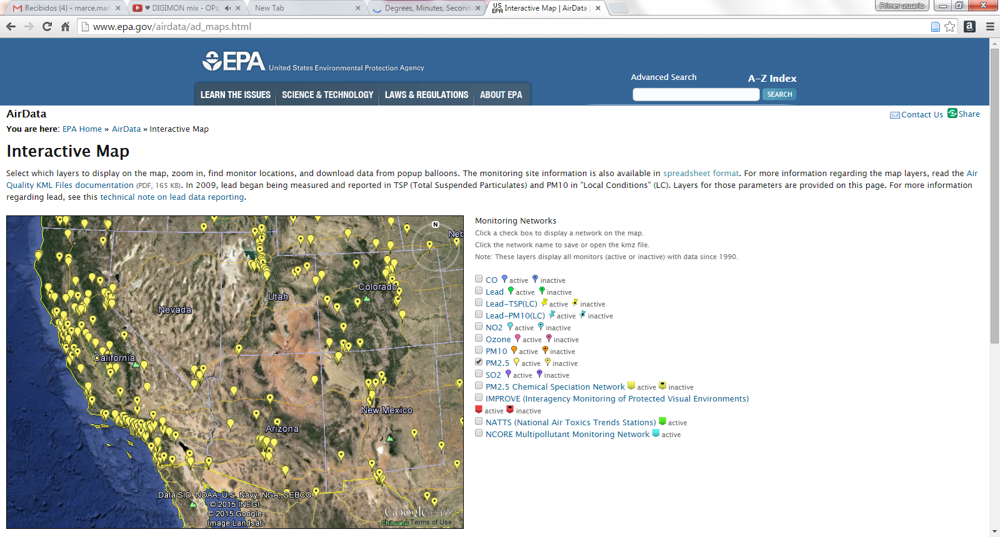 Recibidos (4) - marce.mar
♥ DIGIMON mix - OPs,
New Tab
Degrees, Minutes, Second
US EPA Interactive Map | AirData |
Primer usuario
www.epa.gov/airdata/ad_maps.html
EPA United States Environmental Protection Agency
Advanced Search
A-Z Index
LEARN THE ISSUES
SCIENCE & TECHNOLOGY
LAWS & REGULATIONS
ABOUT EPA
SEARCH
AirData
Contact Us
Share
You are here: EPA Home » AirData » Interactive Map
Interactive Map
Select which layers to display on the map, zoom in, find monitor locations, and download data from popup balloons. The monitoring site information is also available in spreadsheet format. For more information regarding the map layers, read the Air
Quality KML Files documentation (PDF, 165 KB). In 2009, lead began being measured and reported in TSP (Total Suspended Particulates) and PM10 in "Local Conditions" (LC). Layers for those parameters are provided on this page. For more information
regarding lead, see this technical note on lead data reporting.
N
Neb
Utah
Colorado
Nevada
California
New Mexico
Arizona
Data SIO, NOAA, U.S. Navy, NGA, GEBCO
© 2015 INEGI
© 2015 Google
Image Landsat
Google earth
Chihuahu
Terms of Use
Monitoring Networks
Click a check box to display a network on the map.
Click the network name to save or open the kmz file.
Note: These layers display all monitors (active or inactive) with data since 1990.
CO active inactive
Lead active inactive
Lead-TSP(LC) active inactive
Lead-PM10(LC) active inactive
NO2 active inactive
Ozone active inactive
PM10 active inactive
PM2.5 active inactive
SO2 active inactive
PM2.5 Chemical Speciation Network active inactive
IMPROVE (Interagency Monitoring of Protected Visual Environments)
active inactive
NATTS (National Air Toxics Trends Stations) active
NCORE Multipollutant Monitoring Network active